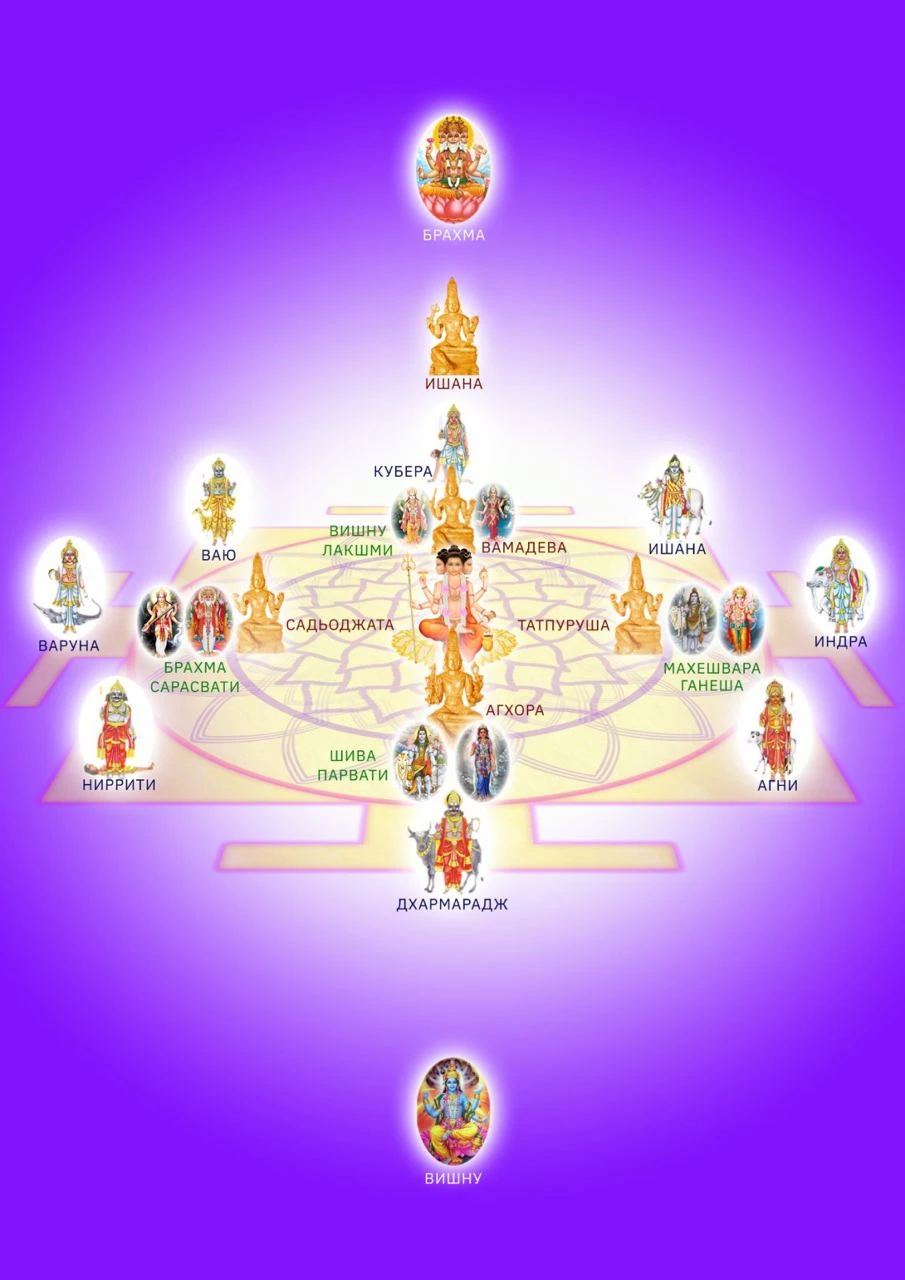 БРАХМА
ИШАНА
КУБЕРА
ВИШНУ
ЛАКШМИ
ВАМАДЕВА
ВАЮ
ИШАНА
ВАРУНА
САДЬОДЖАТА
ТАТПУРУША
ИНДРА
БРАХМА
САРАСВАТИ
МАХЕШВАРА
ГАНЕША
АГХОРА
ШИВА
ПАРВАТИ
НИРРИТИ
АГНИ
ДХАРМАРАДЖ
ВИШНУ